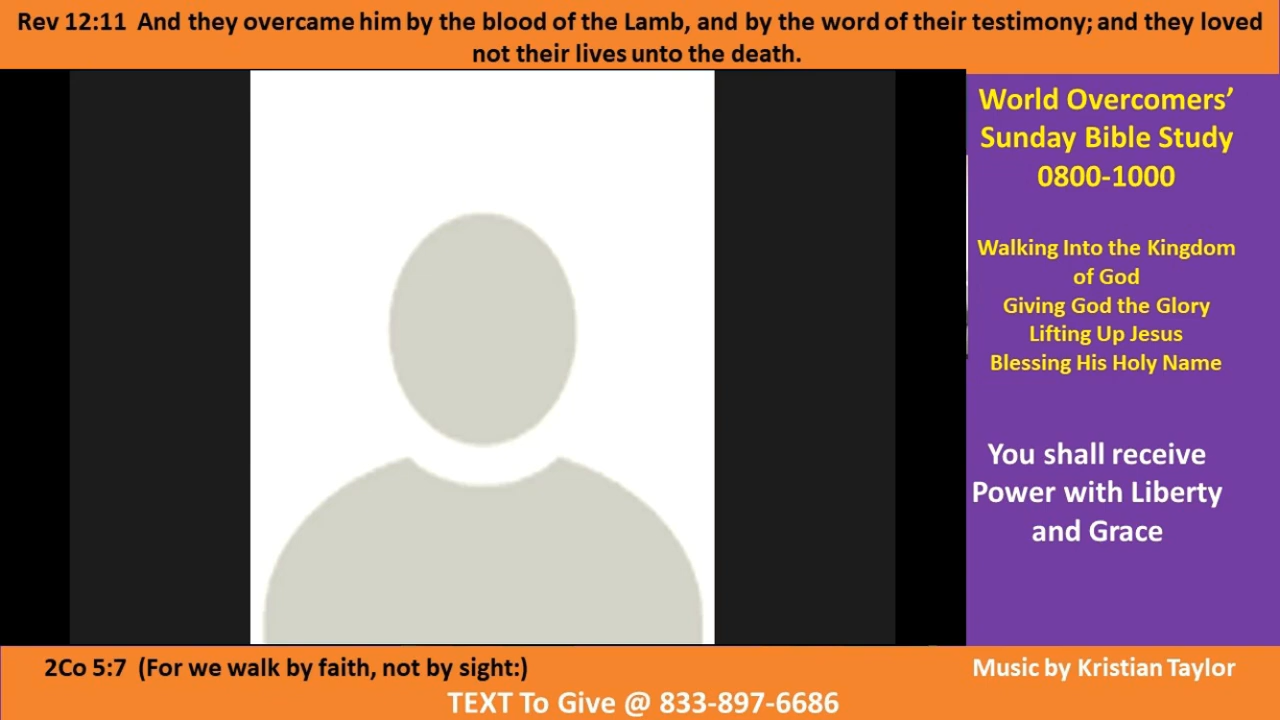 Rev 12:11  And they overcame him by the blood of the Lamb, and by the word of their testimony; and they loved
not their lives unto the death.
World Overcomers’
Sunday Bible Study
0800-1000
Walking Into the Kingdom
of God
Giving God the Glory
Lifting Up Jesus
Blessing His Holy Name
You shall receive
Power with Liberty
and Grace
2Co 5:7  (For we walk by faith, not by sight:)
Music by Kristian Taylor
TEXT To Give @ 833-897-6686